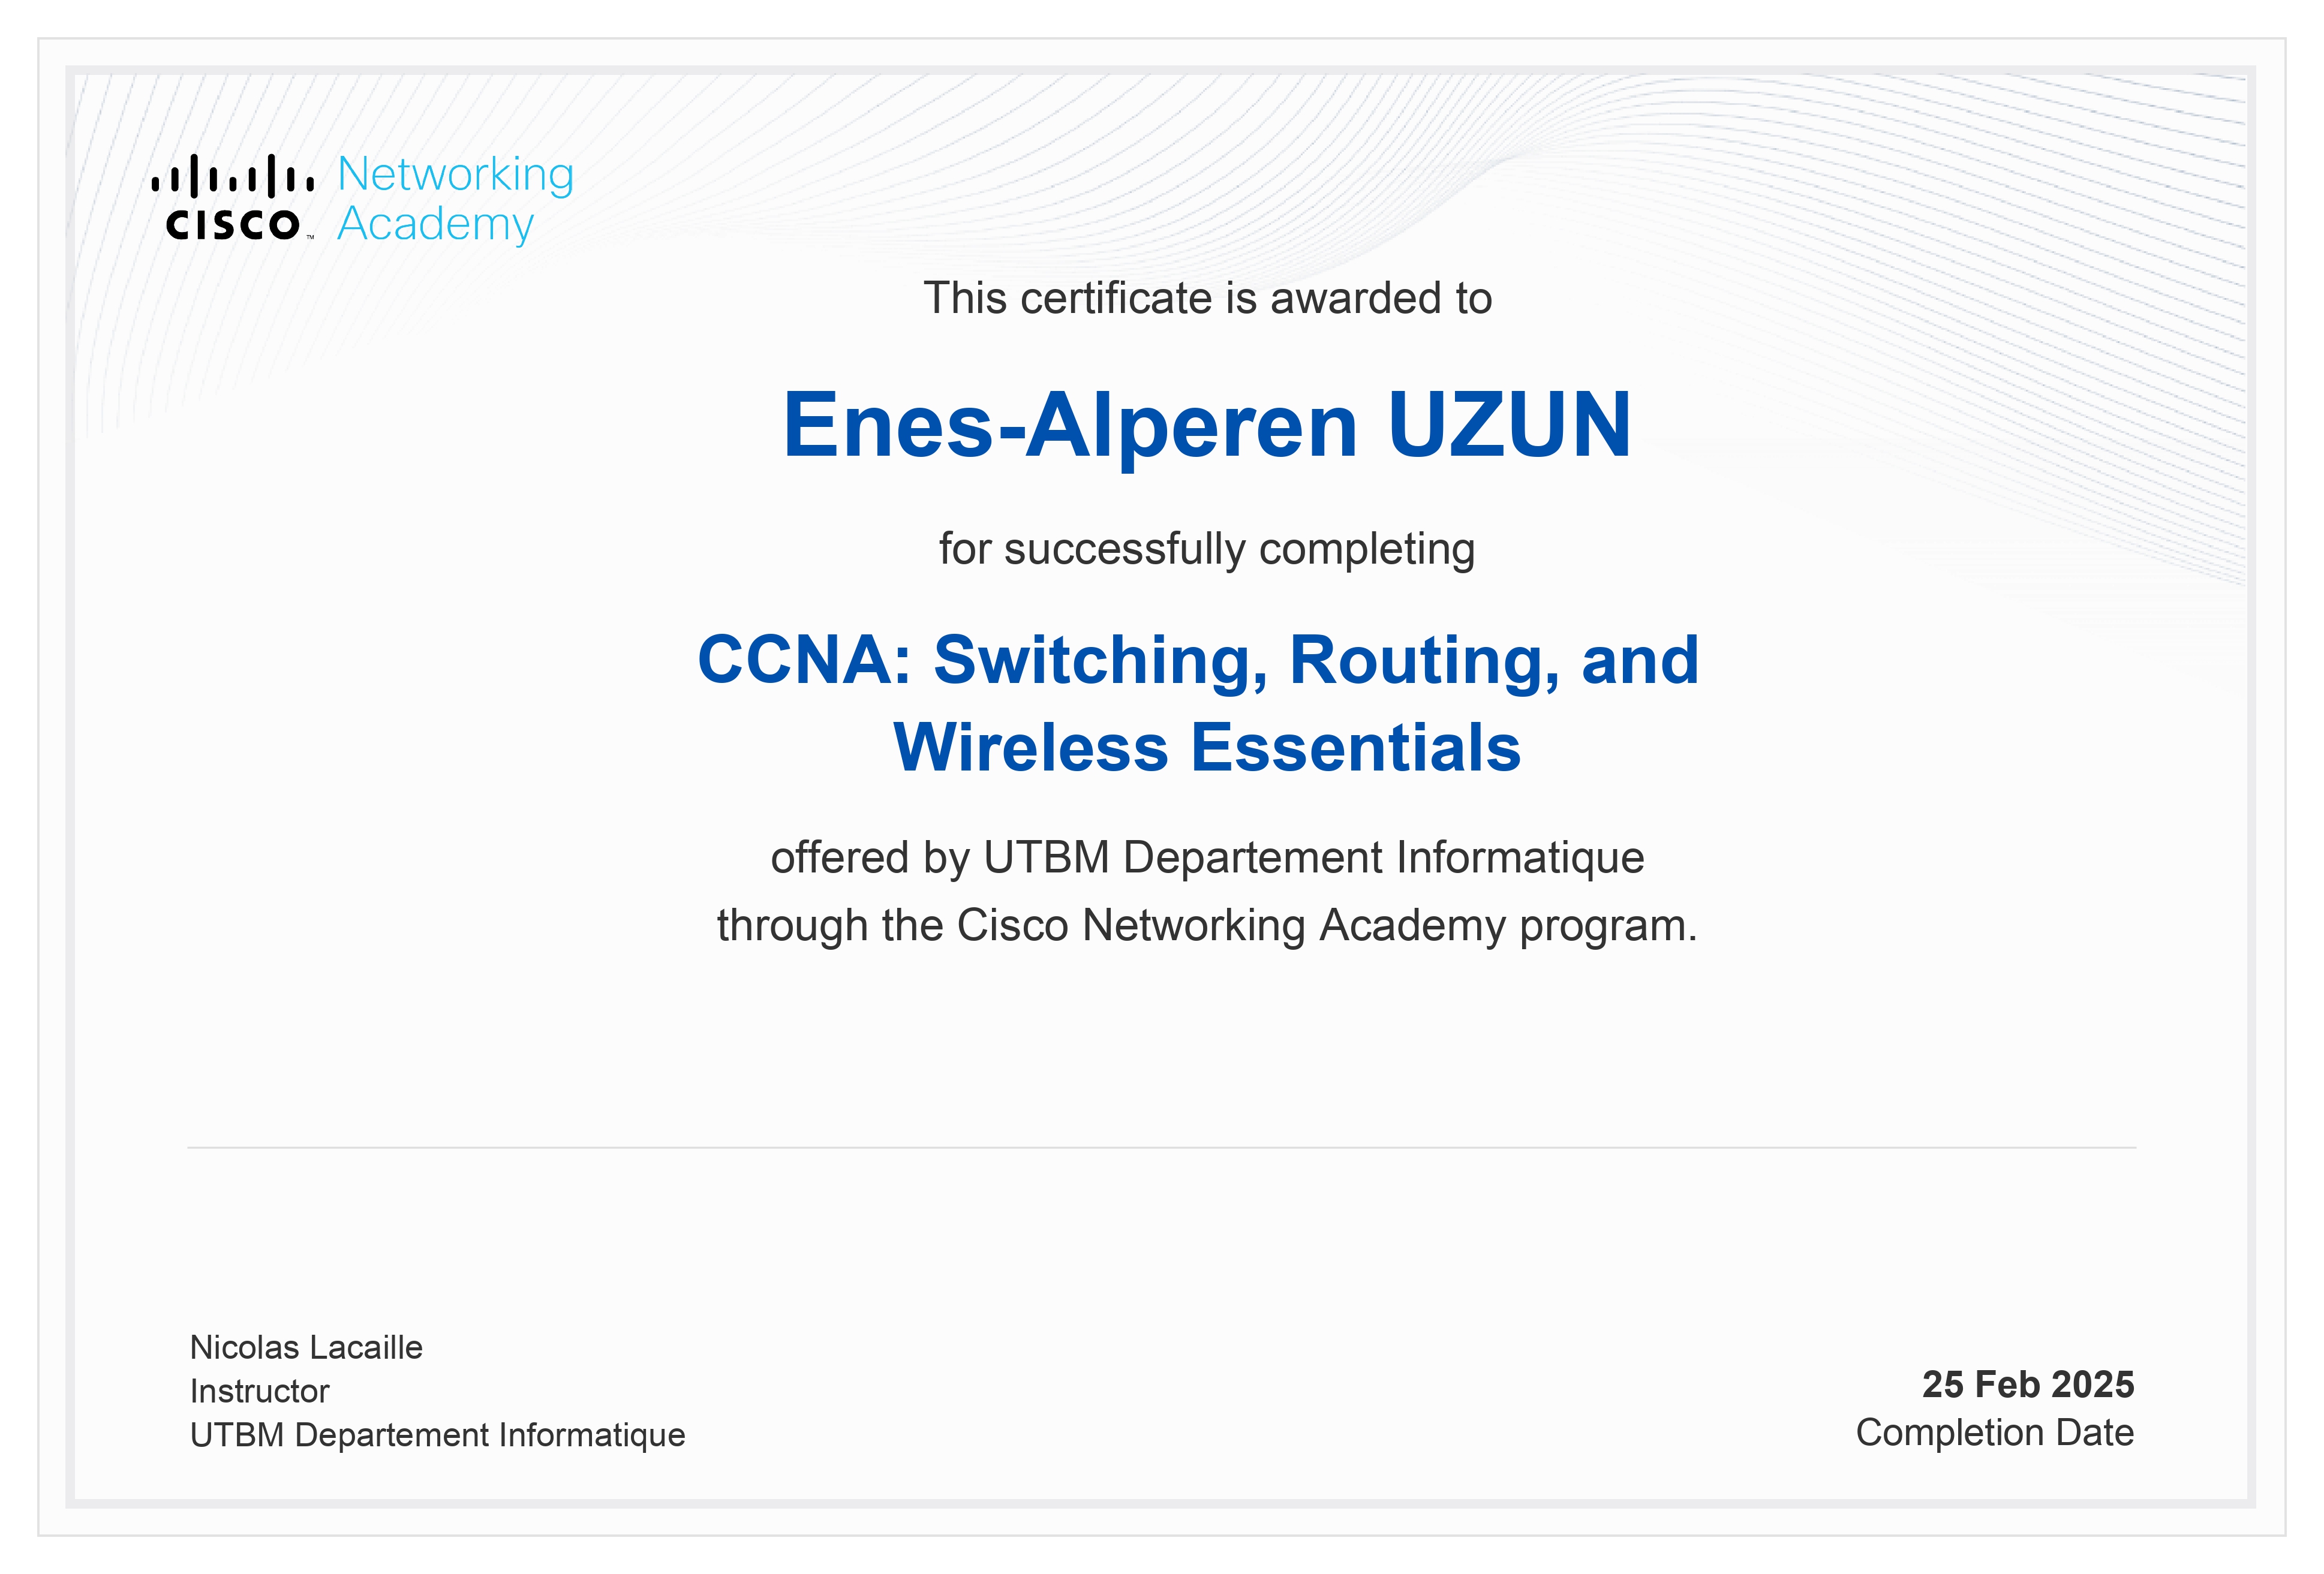 CISCO™ Networking
Academy
This certificate is awarded to
Enes-Alperen UZUN
for successfully completing
CCNA: Switching, Routing, and
Wireless Essentials
offered by UTBM Departement Informatique
through the Cisco Networking Academy program.
Nicolas Lacaille
Instructor
UTBM Departement Informatique
25 Feb 2025
Completion Date